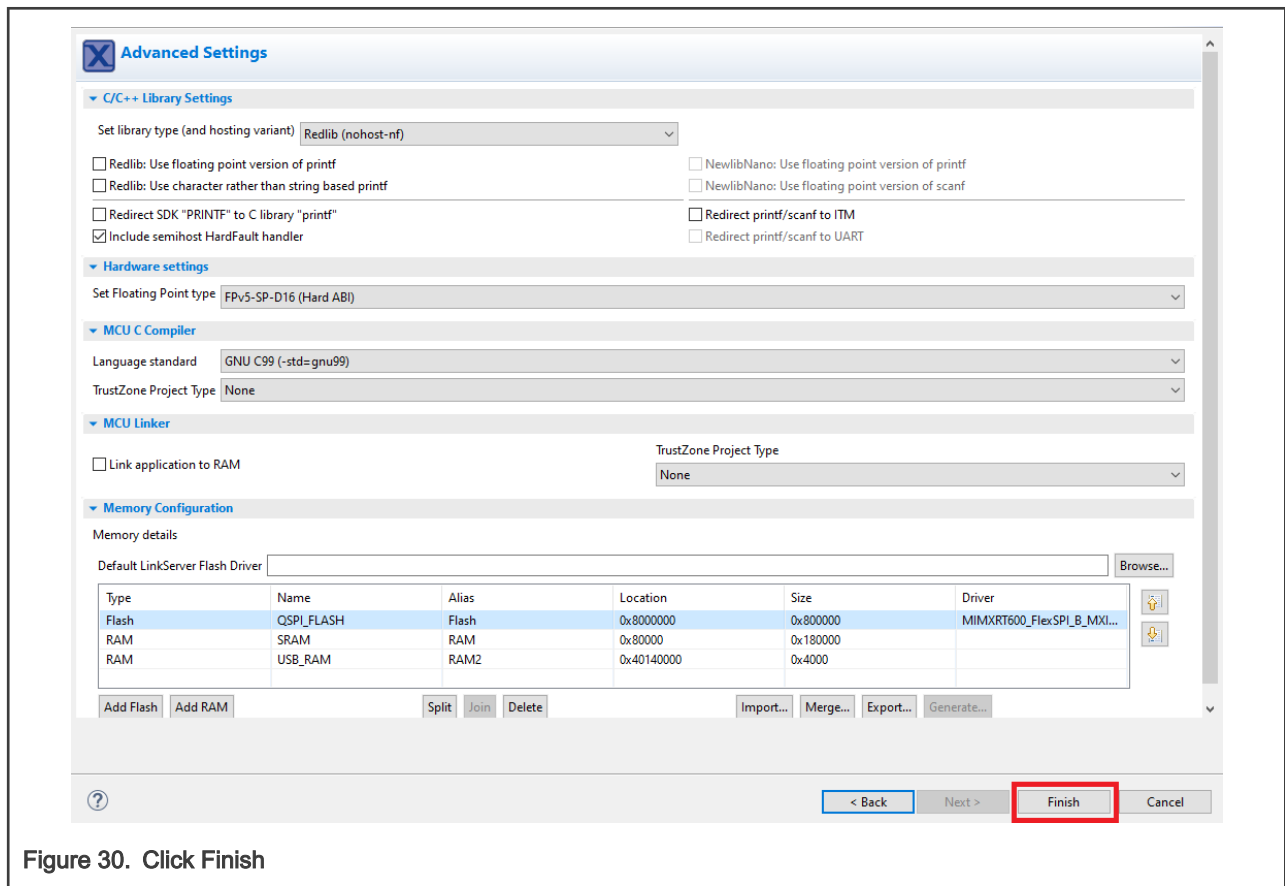 Advanced Settings
C/C++ Library Settings
Set library type (and hosting variant) Redlib (nohost-nf)
Redlib: Use floating point version of printf NewlibNano: Use floating point version of printf
Redlib: Use character rather than string based printf NewlibNano: Use floating point version of scanf
Redirect SDK "PRINTF" to C library "printf" Redirect printf/scanf to ITM
Include semihost HardFault handler Redirect printf/scanf to UART
Hardware settings
Set Floating Point type FPv5-SP-D16 (Hard ABI)
MCU C Compiler
Language standard GNU C99 (-std=gnu99)
TrustZone Project Type None
MCU Linker
TrustZone Project Type
Link application to RAM
None
Memory Configuration
Memory details
Default LinkServer Flash Driver Browse...
Type Name Alias Location Size Driver
Flash QSPI_FLASH Flash 0x8000000 0x800000 MIMXRT600_FlexSPI_B_MXI...
RAM SRAM RAM 0x80000 0x180000
RAM USB_RAM RAM2 0x40140000 0x4000
Add Flash Add RAM Split Join Delete Import... Merge... Export... Generate...
? < Back Next > Finish Cancel
Figure 30. Click Finish